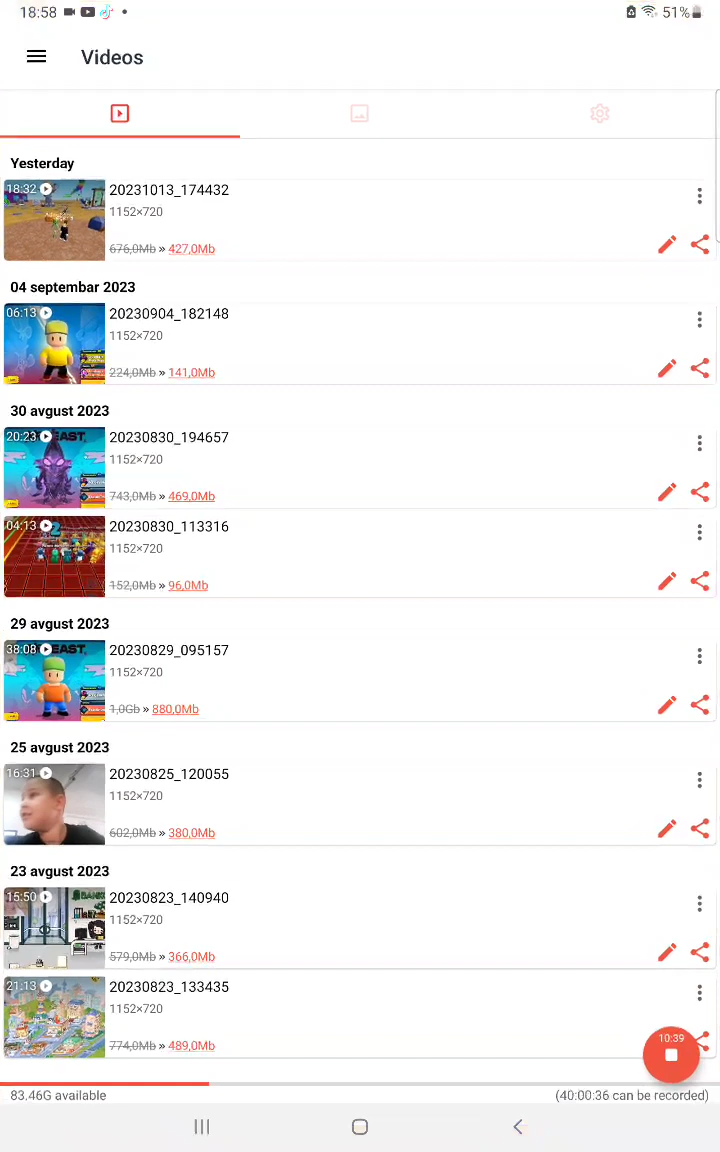 18:58
51%
Videos
Yesterday
18:32
20231013_174432
1152×720
676,0Mb » 427,0Mb
04 septembar 2023
06:13
20230904_182148
1152×720
224,0Mb » 141,0Mb
30 avgust 2023
20:23
EAST
20230830_194657
1152×720
743,0Mb » 469,0Mb
04:13
2
20230830_113316
1152×720
152,0Mb » 96,0Mb
29 avgust 2023
38:08
EAST
20230829_095157
1152×720
1,0Gb » 880,0Mb
25 avgust 2023
16:31
20230825_120055
1152×720
602,0Mb » 380,0Mb
23 avgust 2023
15:50
BANK
20230823_140940
1152×720
579,0Mb » 366,0Mb
21:13
20230823_133435
1152×720
774,0Mb » 489,0Mb
10:39
83.46G available
(40:00:36 can be recorded)